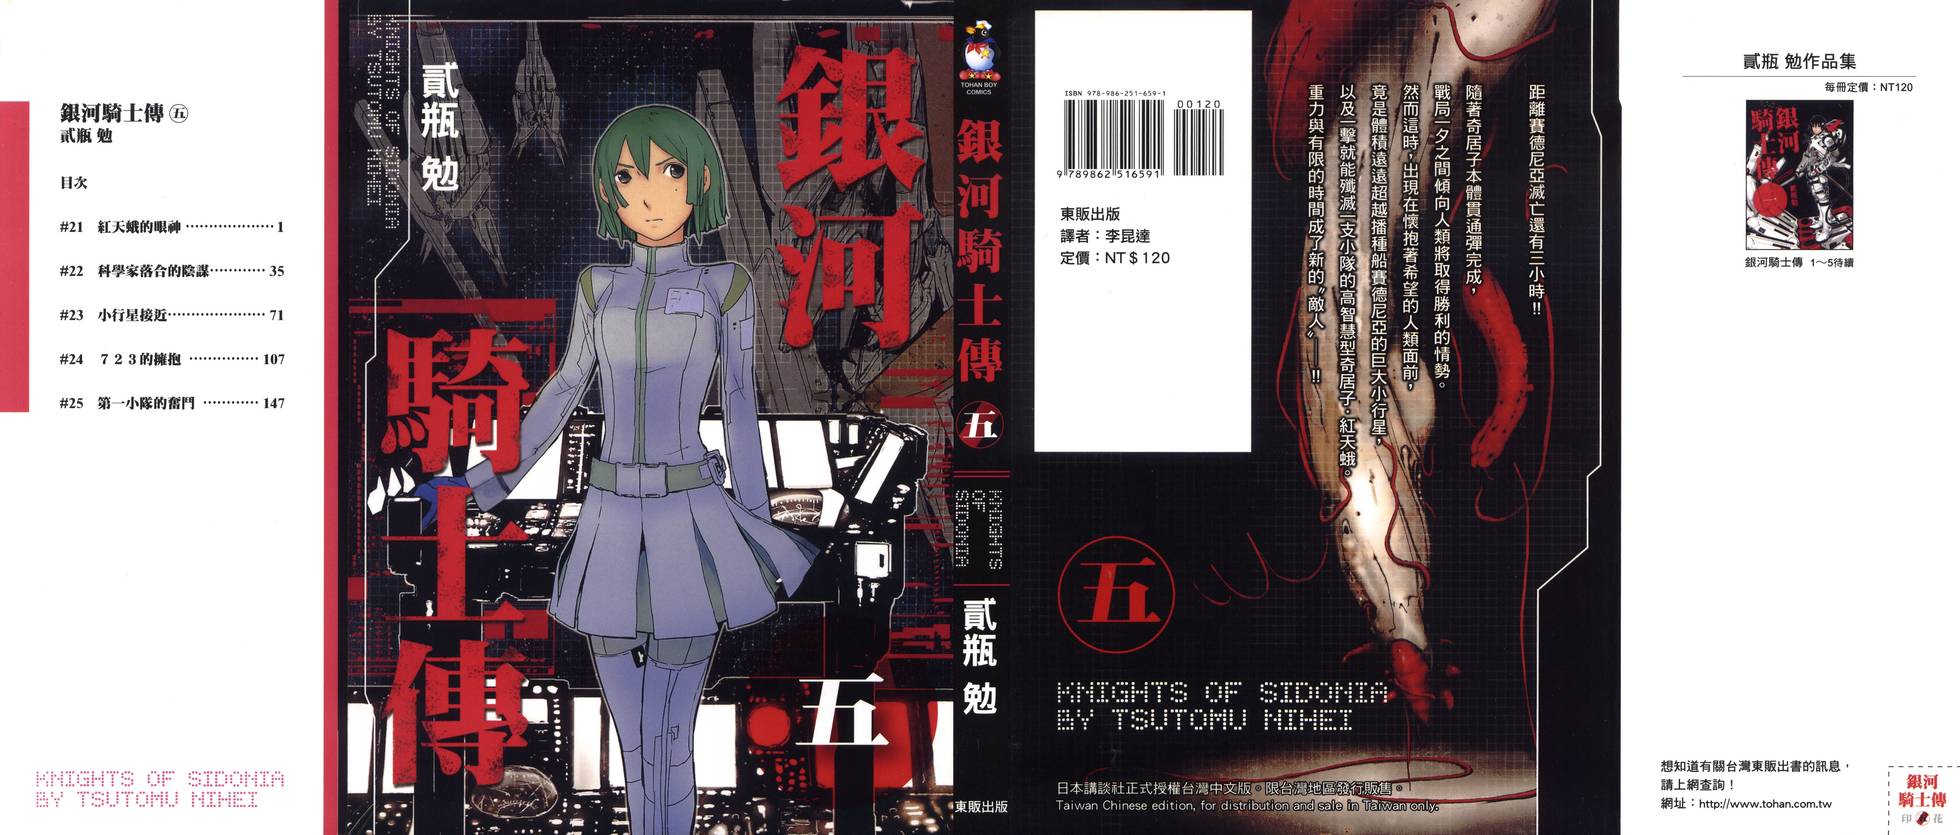 銀河騎士傳 ㊄
貳瓶 勉
目次
#21 紅天蛾的眼神 ……………… 1
#22 科學家落合的陰謀………… 35
#23 小行星接近………………… 71
#24 ７２３的擁抱 …………… 107
#25 第一小隊的奮鬥 ………… 147
KNIGHTS OF SIDONIA
BY TSUTOMU NIHEI
KNIGHTS OF SIDONIA
BY TSUTOMU NIHEI
貳瓶 勉
銀河
騎士傳
五
TOHAN BOY
COMICS
銀河騎士傳 五
KNIGHTS
OF
SIDONIA
貳瓶 勉
東販出版
ISBN 978-986-251-659-1
00120
9 789862 516591
東販出版
譯者：李昆達
定價：NT＄120
距離賽德尼亞滅亡還有三小時!!
隨著奇居子本體貫通彈完成，
戰局一夕之間傾向人類將取得勝利的情勢。
然而這時，出現在懷抱著希望的人類面前，
竟是體積遠遠超越播種船賽德尼亞的巨大小行星，
以及一擊就能殲滅一支小隊的高智慧型奇居子・紅天蛾。
重力與有限的時間成了新的〝敵人〞——!!
五
KNIGHTS OF SIDONIA
BY TSUTOMU NIHEI
日本講談社正式授權台灣中文版。限台灣地區發行販售。
Taiwan Chinese edition, for distribution and sale in Taiwan only.
貳瓶 勉作品集
每冊定價：NT120
銀河
騎士傳
一
貳瓶勉
銀河騎士傳 1～5待續
想知道有關台灣東販出書的訊息，
請上網查詢！
網址：http://www.tohan.com.tw
銀河
騎士傳
印 五 花